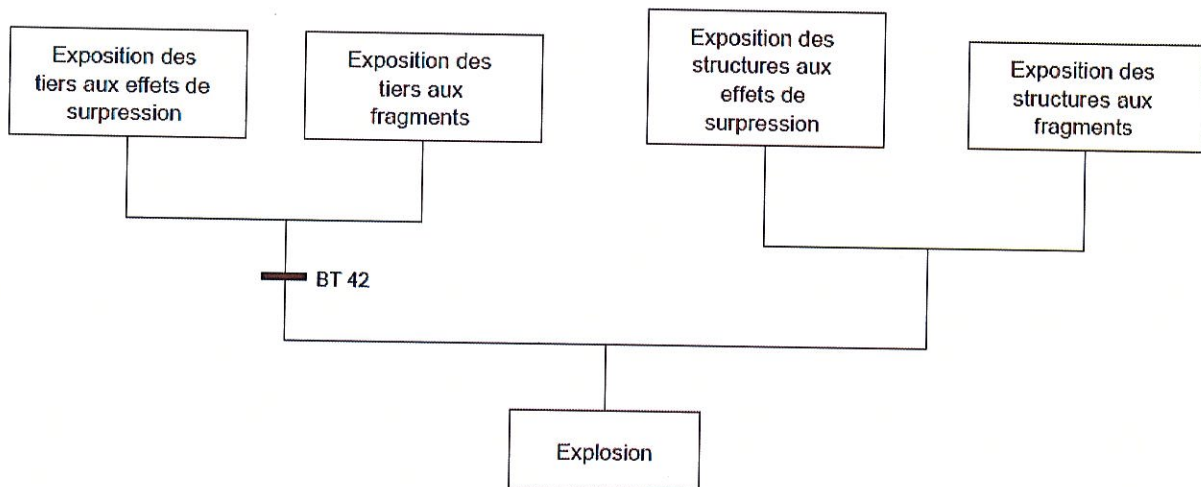 Exposition des
tiers aux effets de
surpression
Exposition des
tiers aux
fragments
Exposition des
structures aux
effets de
surpression
Exposition des
structures aux
fragments
BT 42
Explosion